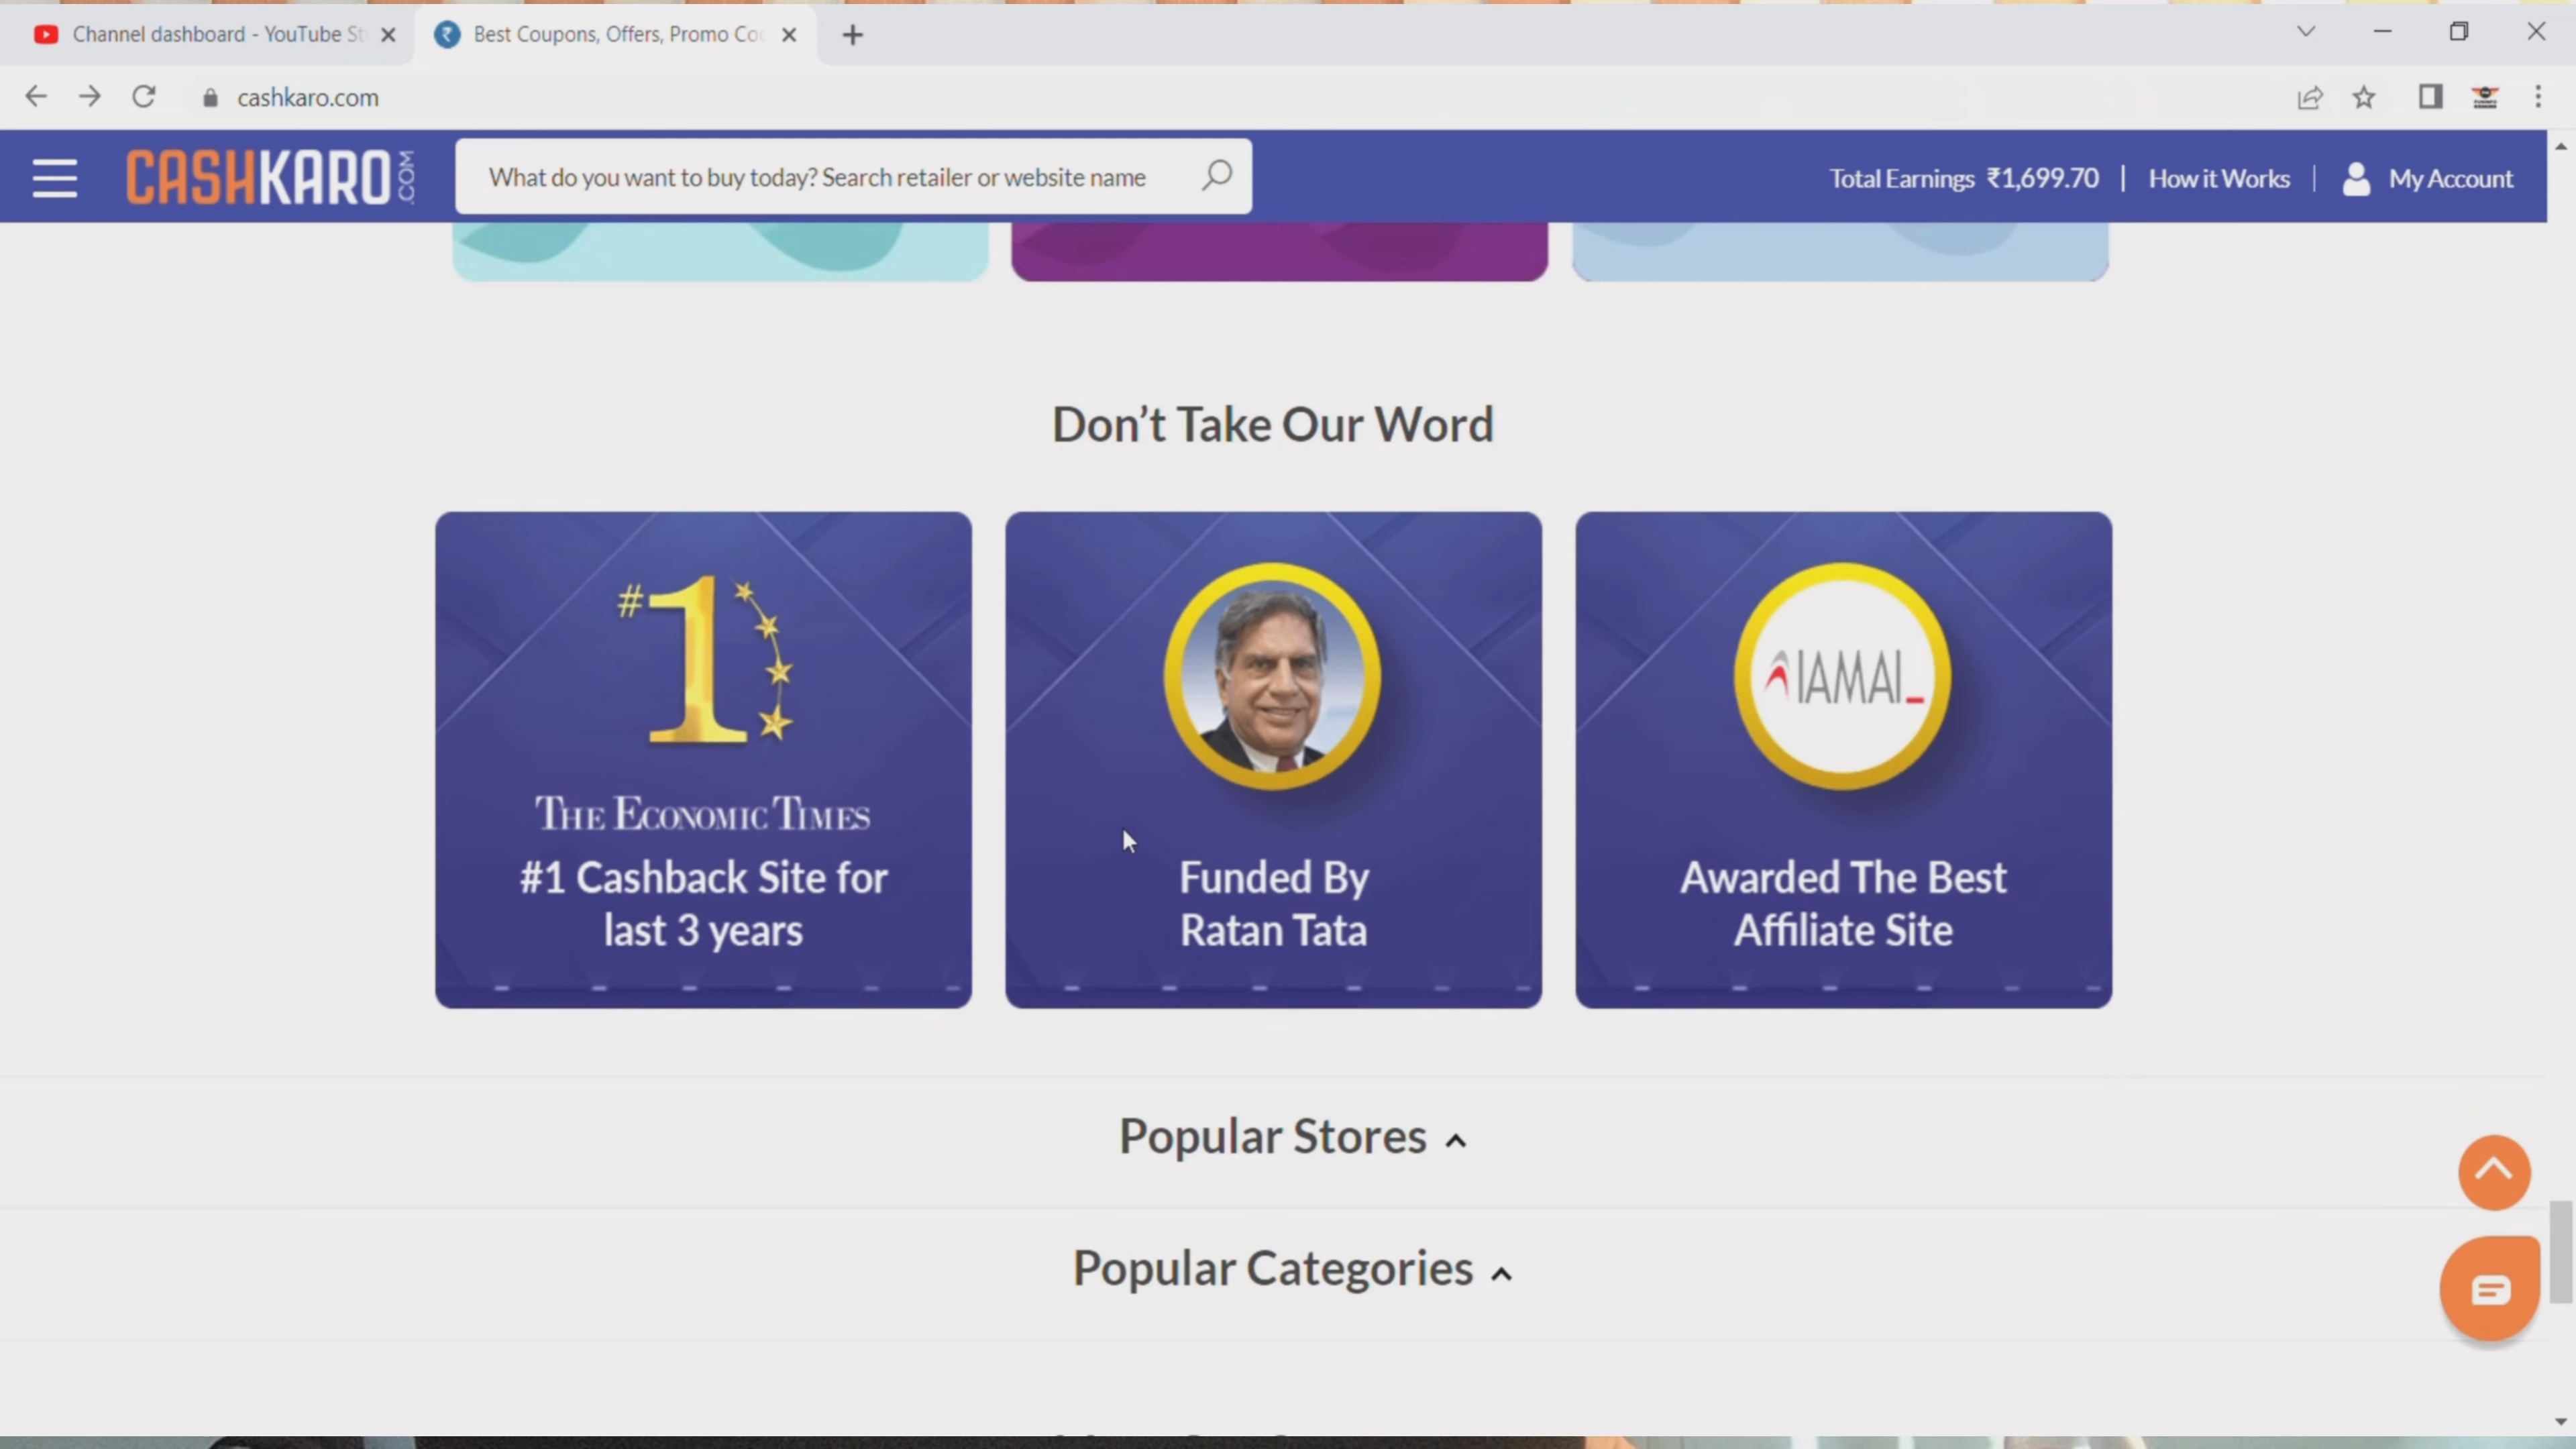 Channel dashboard - YouTube St
Best Coupons, Offers, Promo Co
cashkaro.com
CASHKARO.COM
What do you want to buy today? Search retailer or website name
Total Earnings ₹1,699.70 | How it Works | My Account
Don't Take Our Word
#1
THE ECONOMIC TIMES
#1 Cashback Site for
last 3 years
Funded By
Ratan Tata
IAMAI
Awarded The Best
Affiliate Site
Popular Stores
Popular Categories